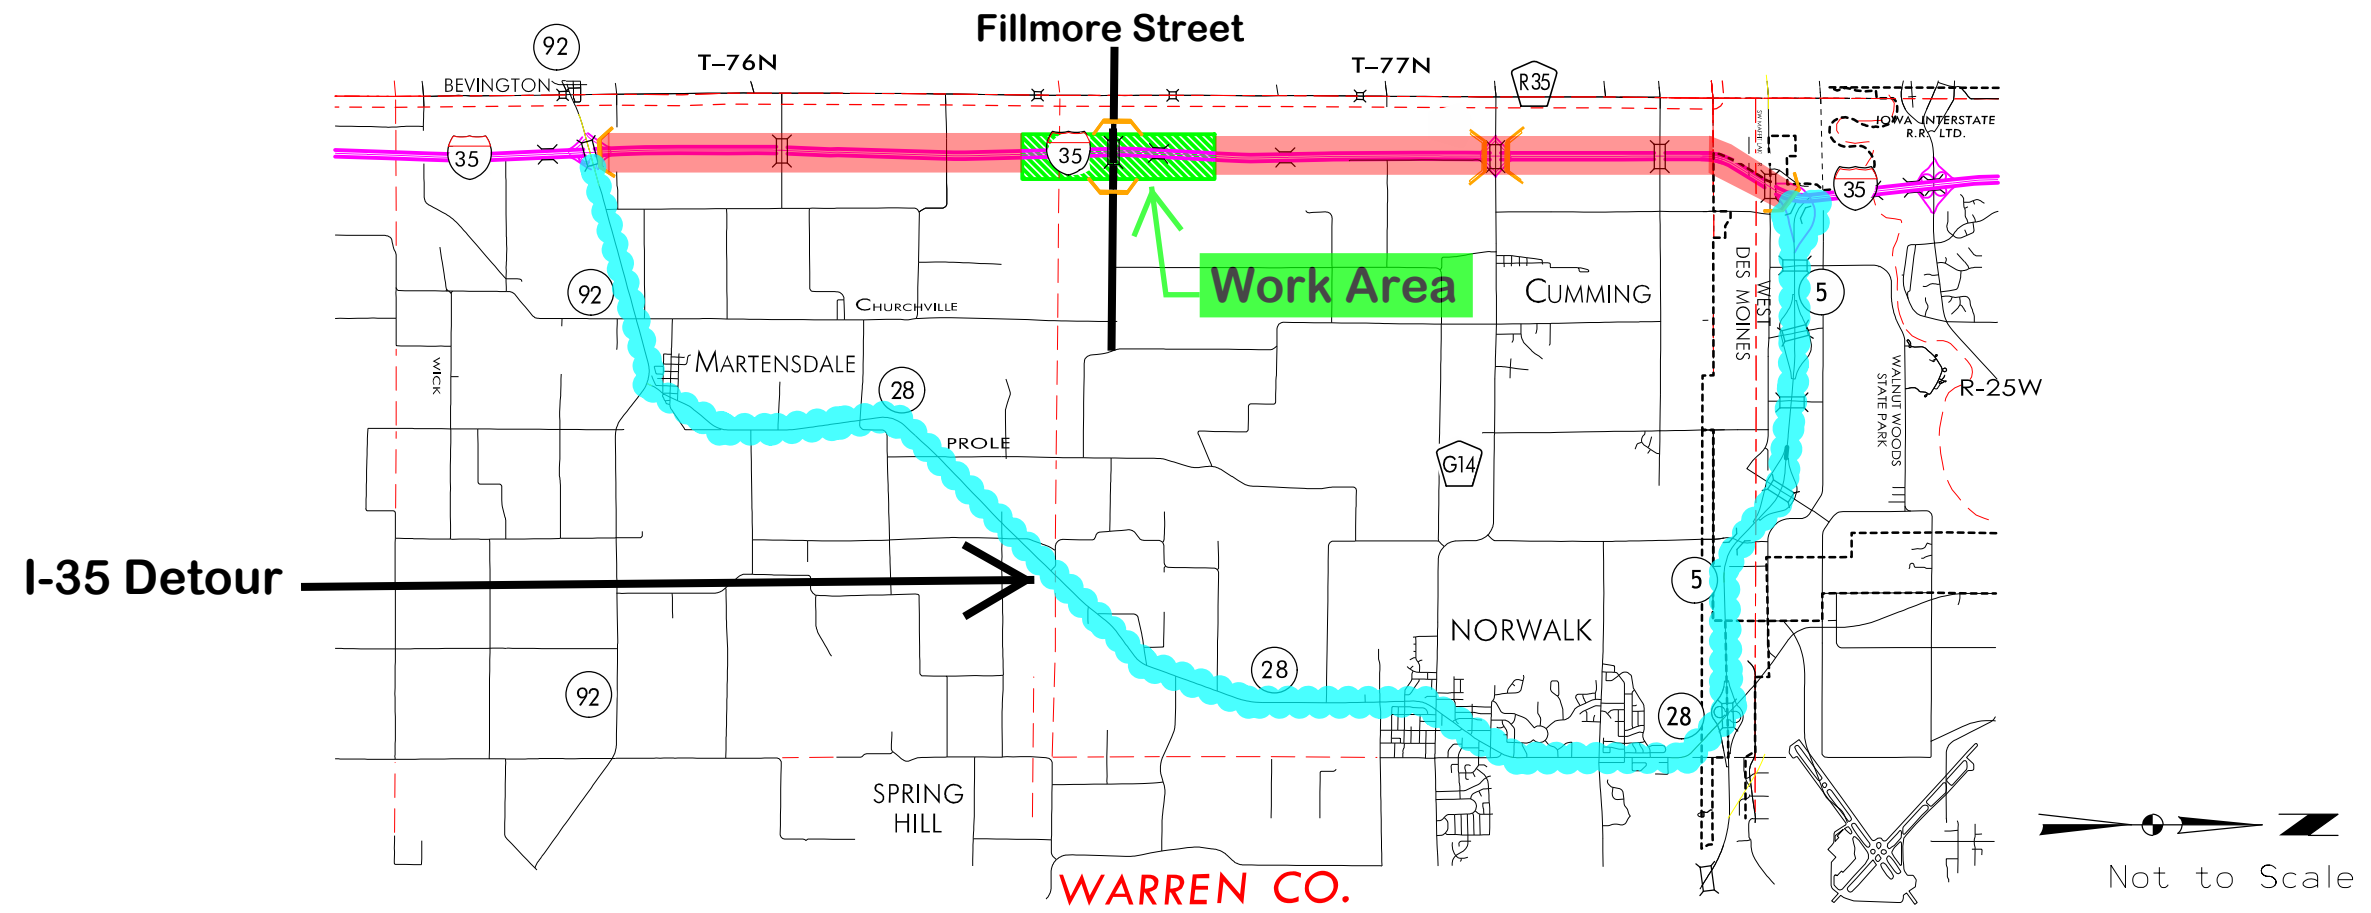 Fillmore Street
92
T–76N
T–77N
R35
BEVINGTON
IOWA INTERSTATE
R.R. LTD.
35
35
35
Work Area
92
CHURCHVILLE
CUMMING
DES MOINES
WEST
5
WICK
MARTENSDALE
28
WALNUT WOODS
STATE PARK
R–25W
PROLE
G14
I-35 Detour
5
NORWALK
92
28
28
SPRING
HILL
WARREN CO.
Not to Scale